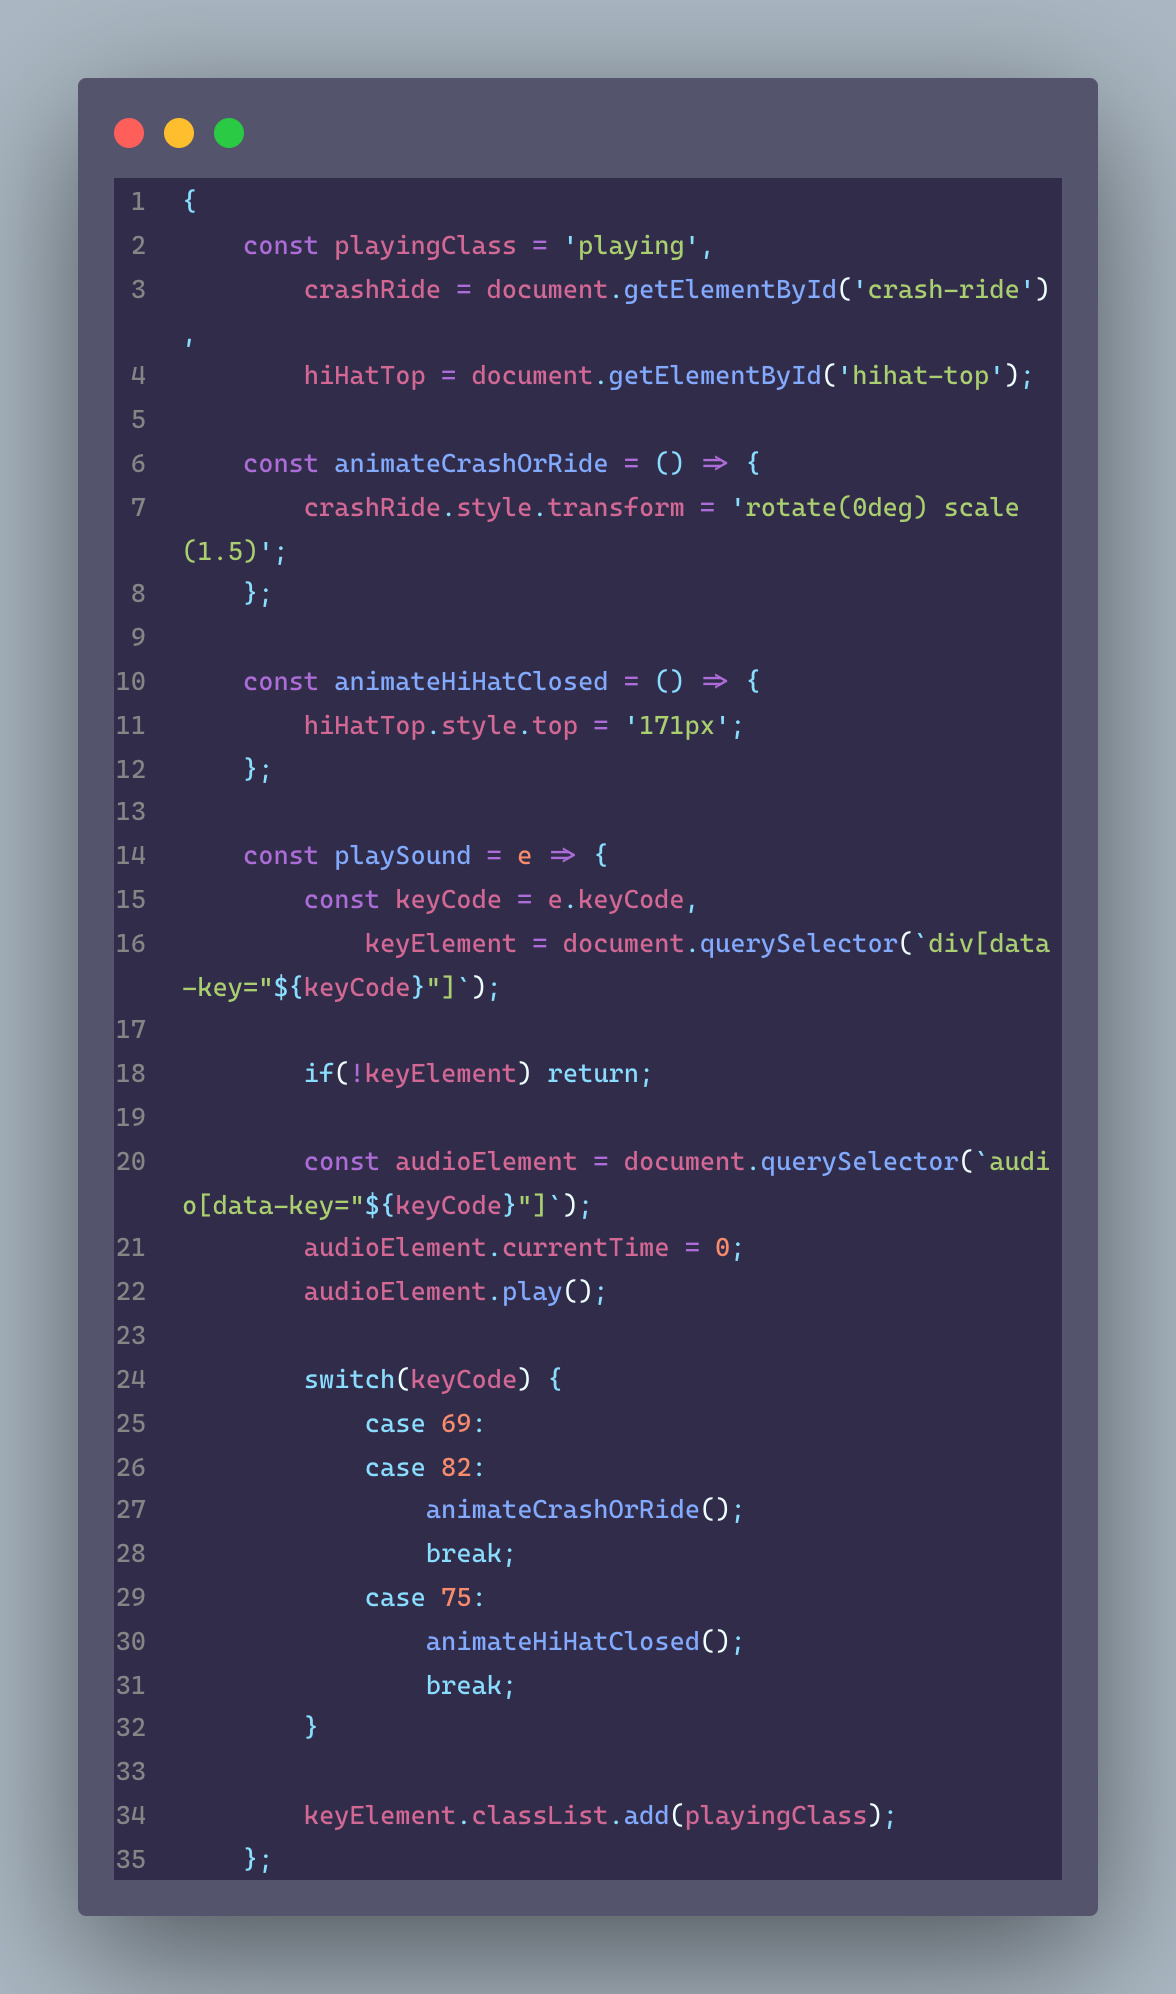 1 {
2     const playingClass = 'playing',
3         crashRide = document.getElementById('crash-ride')
,
4         hiHatTop = document.getElementById('hihat-top');
5
6     const animateCrashOrRide = () => {
7         crashRide.style.transform = 'rotate(0deg) scale
(1.5)';
8     };
9
10     const animateHiHatClosed = () => {
11         hiHatTop.style.top = '171px';
12     };
13
14     const playSound = e => {
15         const keyCode = e.keyCode,
16             keyElement = document.querySelector(`div[data
-key="${keyCode}"]`);
17
18         if(!keyElement) return;
19
20         const audioElement = document.querySelector(`audi
o[data-key="${keyCode}"]`);
21         audioElement.currentTime = 0;
22         audioElement.play();
23
24         switch(keyCode) {
25             case 69:
26             case 82:
27                 animateCrashOrRide();
28                 break;
29             case 75:
30                 animateHiHatClosed();
31                 break;
32         }
33
34         keyElement.classList.add(playingClass);
35     };